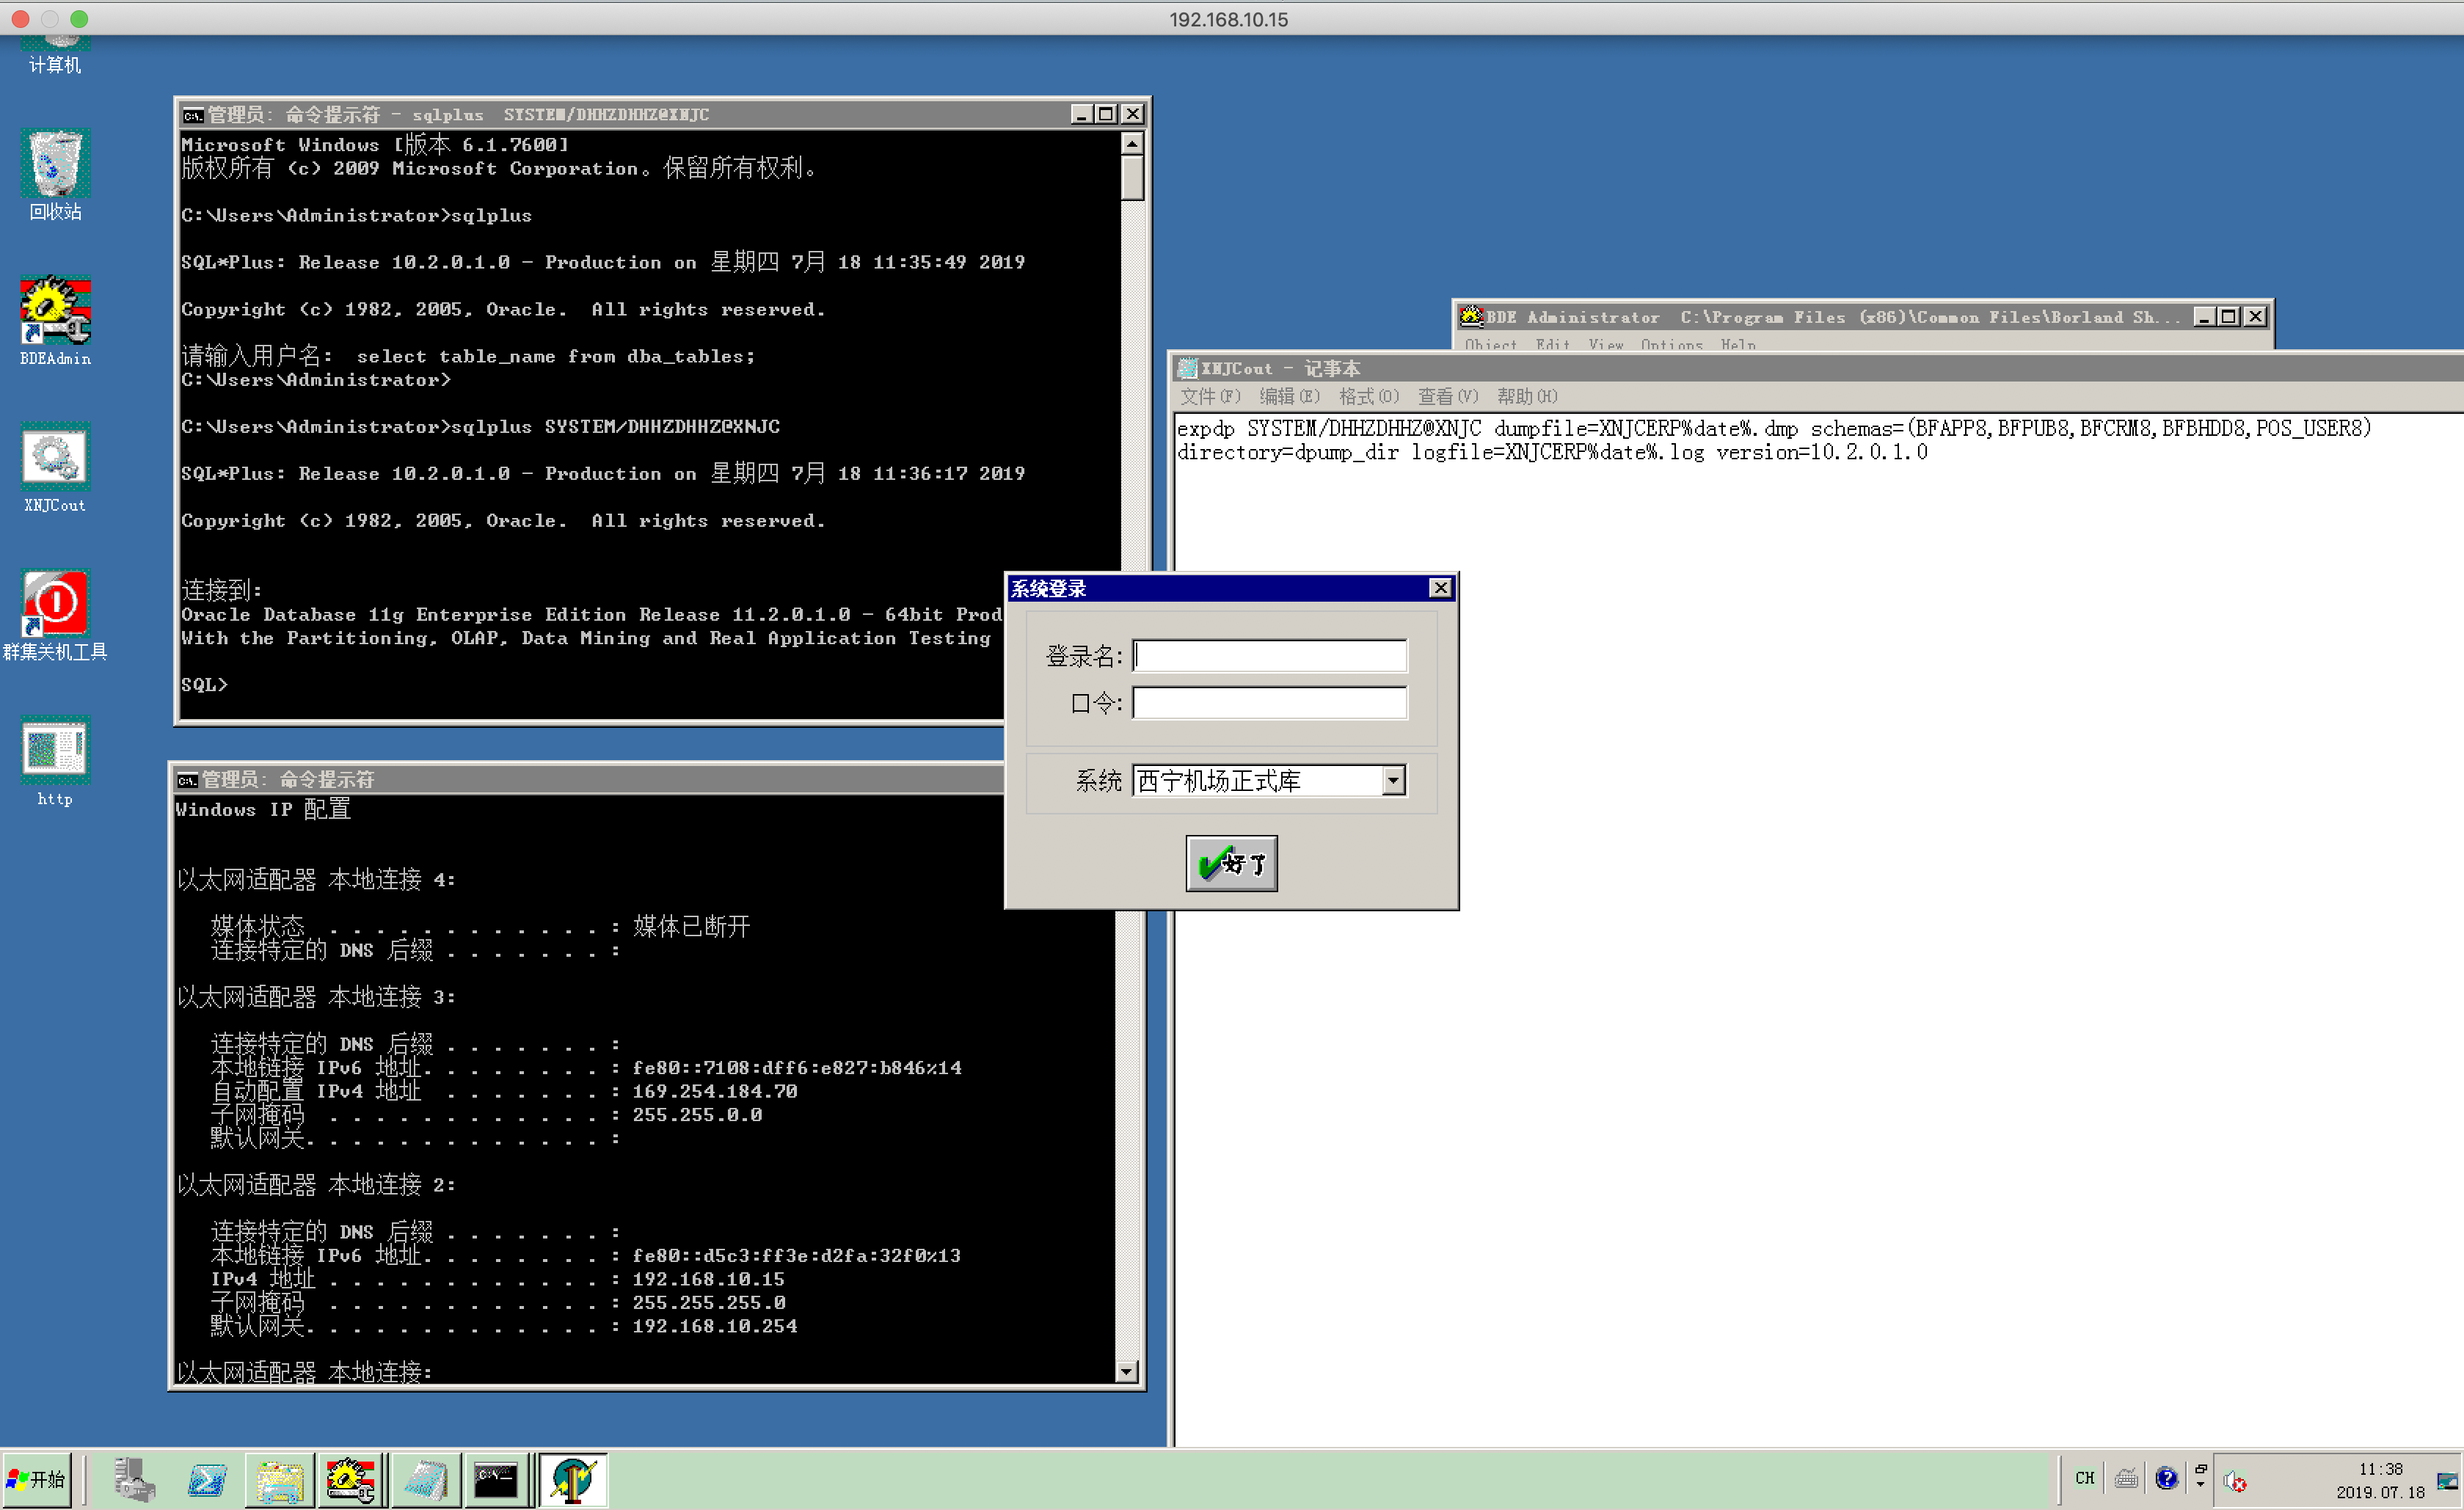 192.168.10.15
计算机
回收站
BDEAdmin
XNJCout
群集关机工具
http
管理员: 命令提示符 - sqlplus  SYSTEM/DHHZDHHZ@XNJC
Microsoft Windows [版本 6.1.7600]
版权所有 (c) 2009 Microsoft Corporation。保留所有权利。
C:\Users\Administrator>sqlplus
SQL*Plus: Release 10.2.0.1.0 - Production on 星期四 7月 18 11:35:49 2019
Copyright (c) 1982, 2005, Oracle.  All rights reserved.
请输入用户名:  select table_name from dba_tables;
C:\Users\Administrator>
C:\Users\Administrator>sqlplus SYSTEM/DHHZDHHZ@XNJC
SQL*Plus: Release 10.2.0.1.0 - Production on 星期四 7月 18 11:36:17 2019
Copyright (c) 1982, 2005, Oracle.  All rights reserved.
连接到:
Oracle Database 11g Enterprise Edition Release 11.2.0.1.0 - 64bit Prod
With the Partitioning, OLAP, Data Mining and Real Application Testing
SQL>
BDE Administrator  C:\Program Files (x86)\Common Files\Borland Sh...
Object Edit View Options Help
XNJCout - 记事本
文件(F) 编辑(E) 格式(O) 查看(V) 帮助(H)
expdp SYSTEM/DHHZDHHZ@XNJC dumpfile=XNJCERP%date%.dmp schemas=(BFAPP8,BFPUB8,BFCRM8,BFBHDD8,POS_USER8)
directory=dpump_dir logfile=XNJCERP%date%.log version=10.2.0.1.0
系统登录
登录名:
口令:
系统 西宁机场正式库
好了
管理员: 命令提示符
Windows IP 配置
以太网适配器 本地连接 4:
媒体状态  . . . . . . . . . . . . : 媒体已断开
连接特定的 DNS 后缀 . . . . . . . :
以太网适配器 本地连接 3:
连接特定的 DNS 后缀 . . . . . . . :
本地链接 IPv6 地址. . . . . . . . : fe80::7108:dff6:e827:b846%14
自动配置 IPv4 地址  . . . . . . . : 169.254.184.70
子网掩码  . . . . . . . . . . . . : 255.255.0.0
默认网关. . . . . . . . . . . . . :
以太网适配器 本地连接 2:
连接特定的 DNS 后缀 . . . . . . . :
本地链接 IPv6 地址. . . . . . . . : fe80::d5c3:ff3e:d2fa:32f0%13
IPv4 地址 . . . . . . . . . . . . : 192.168.10.15
子网掩码  . . . . . . . . . . . . : 255.255.255.0
默认网关. . . . . . . . . . . . . : 192.168.10.254
以太网适配器 本地连接:
开始
CH
11:38
2019.07.18